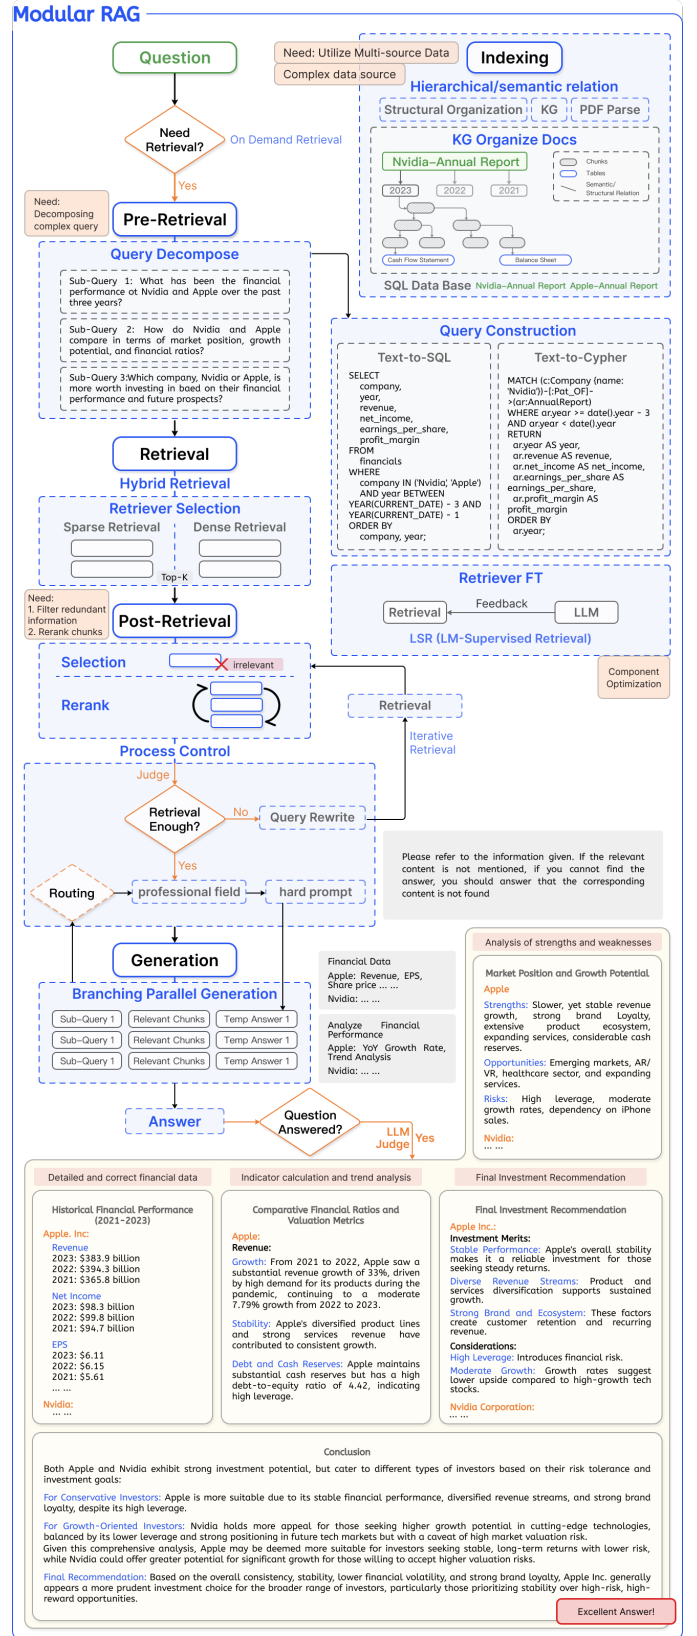 Modular RAG
Question
Need
Retrieval?
On Demand Retrieval
Yes
Need:
Decomposing
complex query
Pre-Retrieval
Query Decompose
Sub-Query 1: What has been the financial
performance ot Nvidia and Apple over the past
three years?
Sub-Query 2: How do Nvidia and Apple
compare in terms of market position, growth
potential, and financial ratios?
Sub-Query 3:Which company, Nvidia or Apple, is
more worth investing in baed on their financial
performance and future prospects?
Need: Utilize Multi-source Data
Complex data source
Indexing
Hierarchical/semantic relation
Structural Organization
KG
PDF Parse
KG Organize Docs
Nvidia–Annual Report
2023
2022
2021
Chunks
Tables
Semantic/
Structural Relation
Cash Flow Statement
Balance Sheet
SQL Data Base
Nvidia-Annual Report
Apple-Annual Report
Query Construction
Text-to-SQL
SELECT
company,
year,
revenue,
net_income,
earnings_per_share,
profit_margin
FROM
financials
WHERE
company IN ('Nvidia', 'Apple')
AND year BETWEEN
YEAR(CURRENT_DATE) - 3 AND
YEAR(CURRENT_DATE) - 1
ORDER BY
company, year;
Text-to-Cypher
MATCH (c:Company {name:
'Nvidia'})-[:Pat_OF]-
>(ar:AnnualReport)
WHERE ar.year >= date().year - 3
AND ar.year < date().year
RETURN
ar.year AS year,
ar.revenue AS revenue,
ar.net_income AS net_income,
ar.earnings_per_share AS
earnings_per_share,
ar.profit_margin AS
profit_margin
ORDER BY
ar.year;
Retrieval
Hybrid Retrieval
Retriever Selection
Sparse Retrieval
Dense Retrieval
Top-K
Retriever FT
Retrieval
Feedback
LLM
LSR (LM-Supervised Retrieval)
Component
Optimization
Need:
1. Filter redundant
information
2. Rerank chunks
Post-Retrieval
Selection
irrelevant
Rerank
Retrieval
Iterative
Retrieval
Process Control
Judge
Retrieval
Enough?
No
Query Rewrite
Yes
Routing
professional field
hard prompt
Please refer to the information given. If the relevant
content is not mentioned, if you cannot find the
answer, you should answer that the corresponding
content is not found
Generation
Branching Parallel Generation
Sub–Query 1
Relevant Chunks
Temp Answer 1
Sub–Query 1
Relevant Chunks
Temp Answer 1
Sub–Query 1
Relevant Chunks
Temp Answer 1
Financial Data
Apple: Revenue, EPS,
Share price ... ...
Nvidia: ... ...
Analyze Financial
Performance
Apple: YoY Growth Rate,
Trend Analysis
Nvidia: ... ...
Answer
Question
Answered?
LLM
Judge
Yes
Analysis of strengths and weaknesses
Market Position and Growth Potential
Apple
Strengths: Slower, yet stable revenue
growth, strong brand Loyalty,
extensive product ecosystem,
expanding services, considerable cash
reserves.
Opportunities: Emerging markets, AR/
VR, healthcare sector, and expanding
services.
Risks: High leverage, moderate
growth rates, dependency on iPhone
sales.
Nvidia:
... ...
Detailed and correct financial data
Historical Financial Performance
(2021-2023)
Apple. Inc:
Revenue
2023: $383.9 billion
2022: $394.3 billion
2021: $365.8 billion
Net Income
2023: $98.3 billion
2022: $99.8 billion
2021: $94.7 billion
EPS
2023: $6.11
2022: $6.15
2021: $5.61
... ...
Nvidia:
... ...
Indicator calculation and trend analysis
Comparative Financial Ratios and
Valuation Metrics
Apple:
Revenue:
Growth: From 2021 to 2022, Apple saw a
substantial revenue growth of 33%, driven
by high demand for its products during the
pandemic, continuing to a moderate
7.79% growth from 2022 to 2023.
Stability: Apple's diversified product lines
and strong services revenue have
contributed to consistent growth.
Debt and Cash Reserves: Apple maintains
substantial cash reserves but has a high
debt-to-equity ratio of 4.42, indicating
high leverage.
Final Investment Recommendation
Final Investment Recommendation
Apple Inc.:
Investment Merits:
Stable Performance: Apple's overall stability
makes it a reliable investment for those
seeking steady returns.
Diverse Revenue Streams: Product and
services diversification supports sustained
growth.
Strong Brand and Ecosystem: These factors
create customer retention and recurring
revenue.
Considerations:
High Leverage: Introduces financial risk.
Moderate Growth: Growth rates suggest
lower upside compared to high-growth tech
stocks.
Nvidia Corporation:
... ...
Conclusion
Both Apple and Nvidia exhibit strong investment potential, but cater to different types of investors based on their risk tolerance and
investment goals:
For Conservative Investors: Apple is more suitable due to its stable financial performance, diversified revenue streams, and strong brand
loyalty, despite its high leverage.
For Growth-Oriented Investors: Nvidia holds more appeal for those seeking higher growth potential in cutting-edge technologies,
balanced by its lower leverage and strong positioning in future tech markets but with a caveat of high market valuation risk.
Given this comprehensive analysis, Apple may be deemed more suitable for investors seeking stable, long-term returns with lower risk,
while Nvidia could offer greater potential for significant growth for those willing to accept higher valuation risks.
Final Recommendation: Based on the overall consistency, stability, lower financial volatility, and strong brand loyalty, Apple Inc. generally
appears a more prudent investment choice for the broader range of investors, particularly those prioritizing stability over high-risk, high-
reward opportunities.
Excellent Answer!